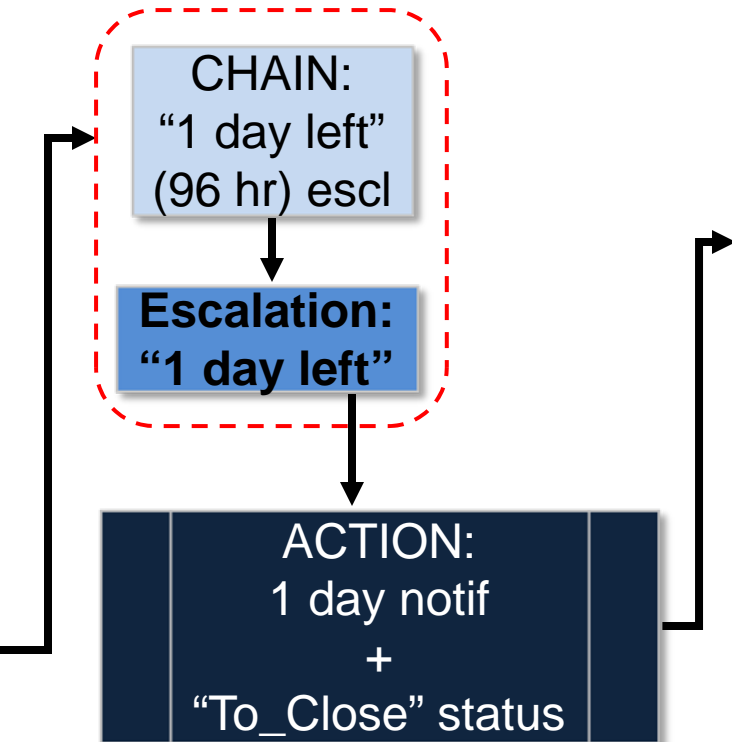 CHAIN:
“1 day left”
(96 hr) escl
Escalation:
“1 day left”
ACTION:
1 day notif
+
“To_Close” status